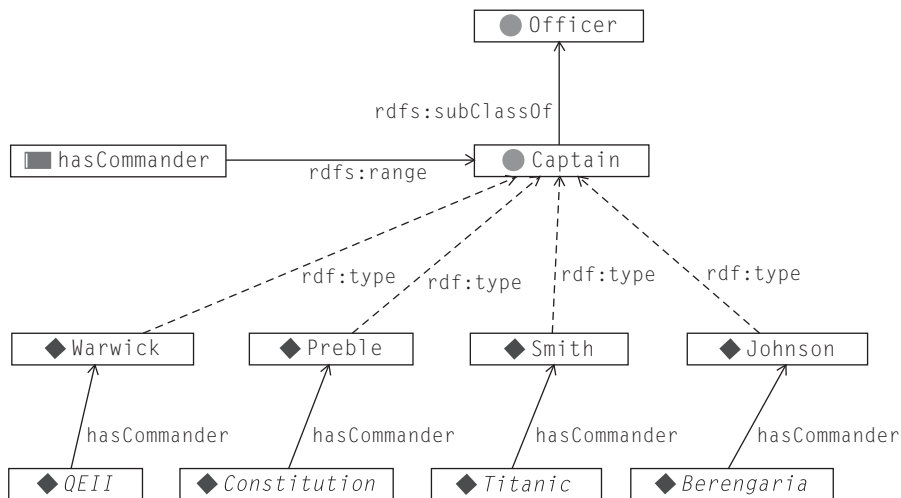 Officer
rdfs:subClassOf
hasCommander
Captain
rdfs:range
rdf:type
rdf:type
rdf:type
rdf:type
Warwick
Preble
Smith
Johnson
hasCommander
hasCommander
hasCommander
hasCommander
QEII
Constitution
Titanic
Berengaria